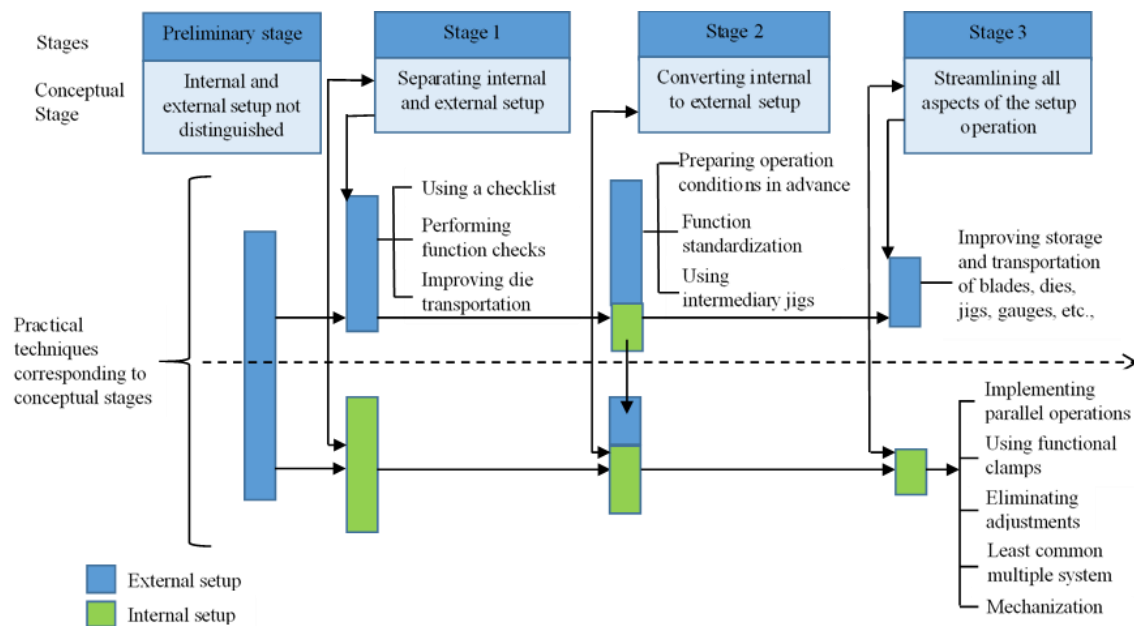 Stages
Preliminary stage
Stage 1
Stage 2
Stage 3
Conceptual
Stage
Internal and
external setup not
distinguished
Separating internal
and external setup
Converting internal
to external setup
Streamlining all
aspects of the setup
operation
Using a checklist
Performing
function checks
Improving die
transportation
Preparing operation
conditions in advance
Function
standardization
Using
intermediary jigs
Improving storage
and transportation
of blades, dies,
jigs, gauges, etc.,
Practical
techniques
corresponding to
conceptual stages
Implementing
parallel operations
Using functional
clamps
Eliminating
adjustments
Least common
multiple system
Mechanization
External setup
Internal setup